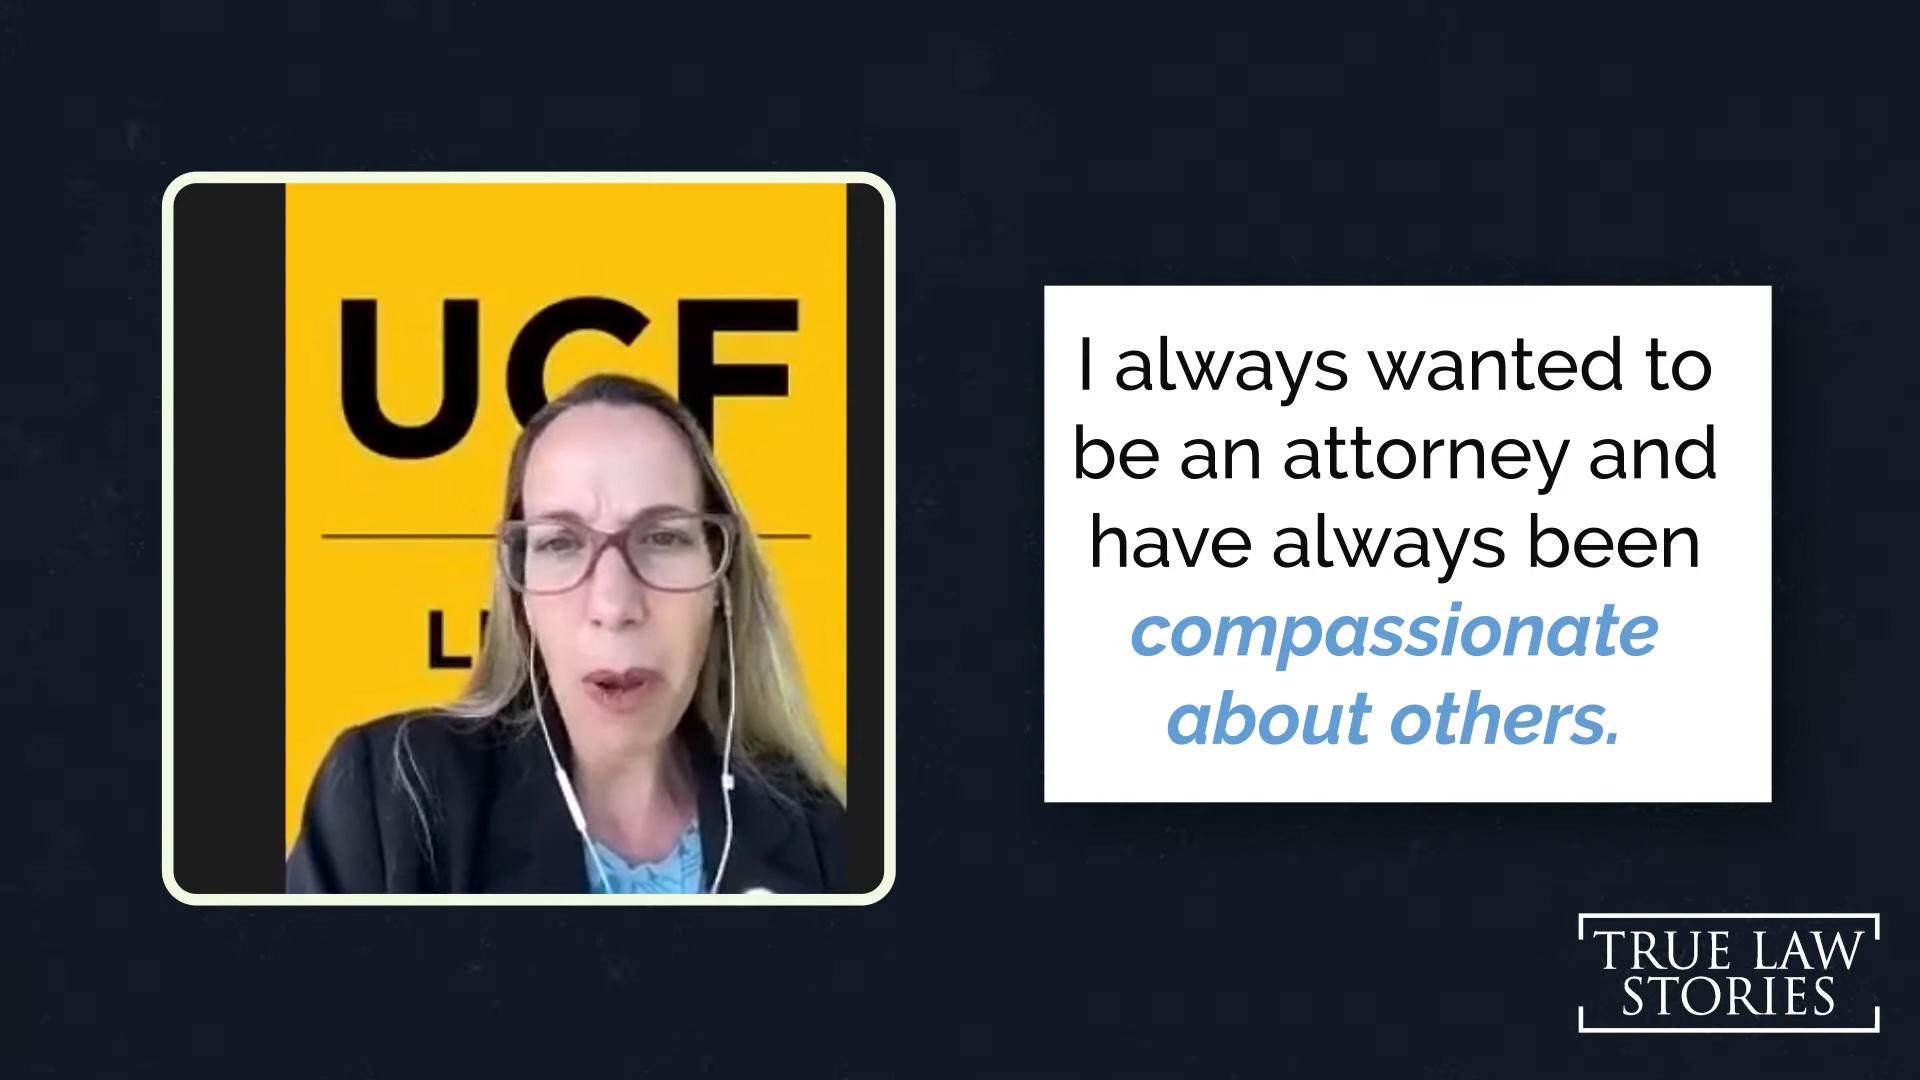 UCF
I always wanted to
be an attorney and
have always been
compassionate
about others.
TRUE LAW
STORIES